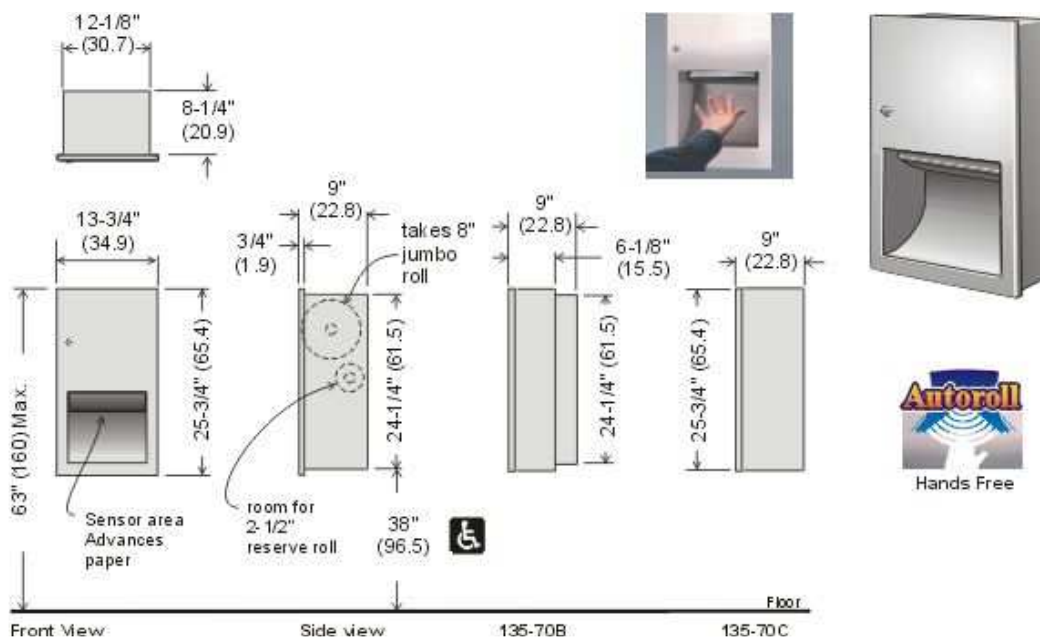 12-1/8"
(30.7)
8-1/4"
(20.9)
13-3/4"
(34.9)
63" (160) Max.
25-3/4" (65.4)
Sensor area
Advances
paper
9"
(22.8)
3/4"
(1.9)
takes 8"
jumbo
roll
24-1/4" (61.5)
room for
2-1/2"
reserve roll
38"
(96.5)
9"
(22.8)
6-1/8"
(15.5)
24-1/4" (61.5)
9"
(22.8)
25-3/4" (65.4)
Autoroll
Hands Free
Floor
Front View
Side view
135-70B
135-70C